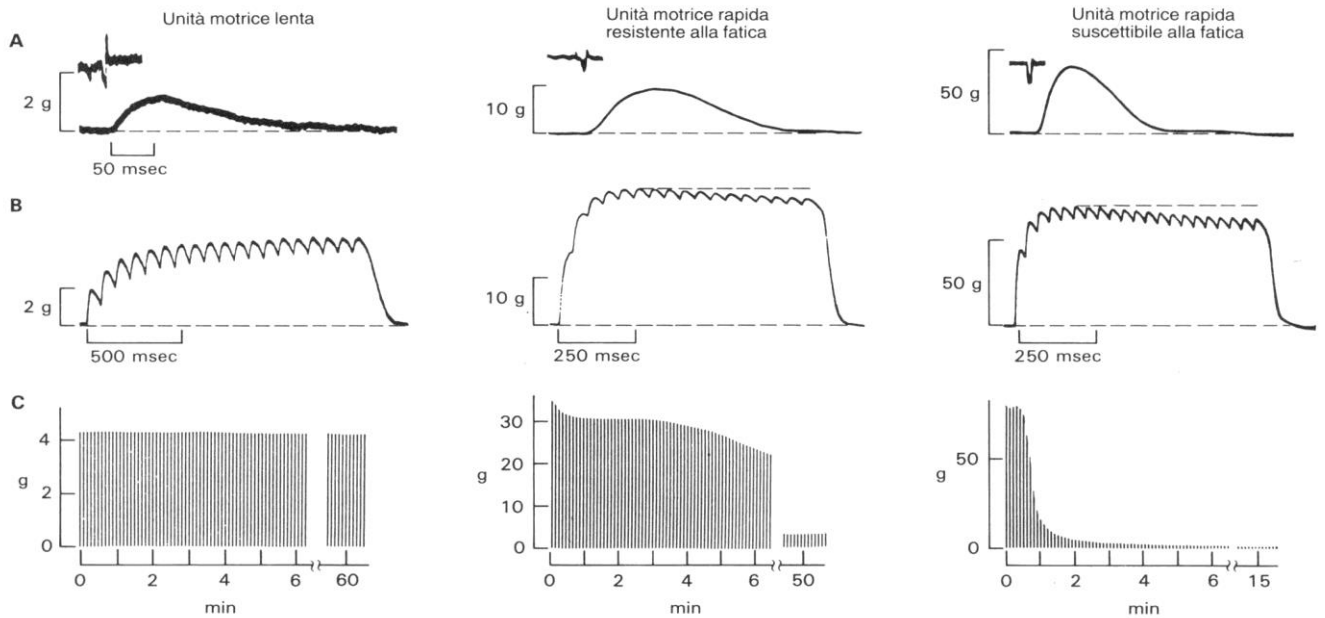 Unità motrice lenta
Unità motrice rapida
resistente alla fatica
Unità motrice rapida
suscettibile alla fatica
A
2 g
50 msec
10 g
50 g
B
2 g
500 msec
10 g
250 msec
50 g
250 msec
C
4
2
0
g
0 2 4 6 60
min
30
20
10
0
g
0 2 4 6 50
min
50
0
g
0 2 4 6 15
min